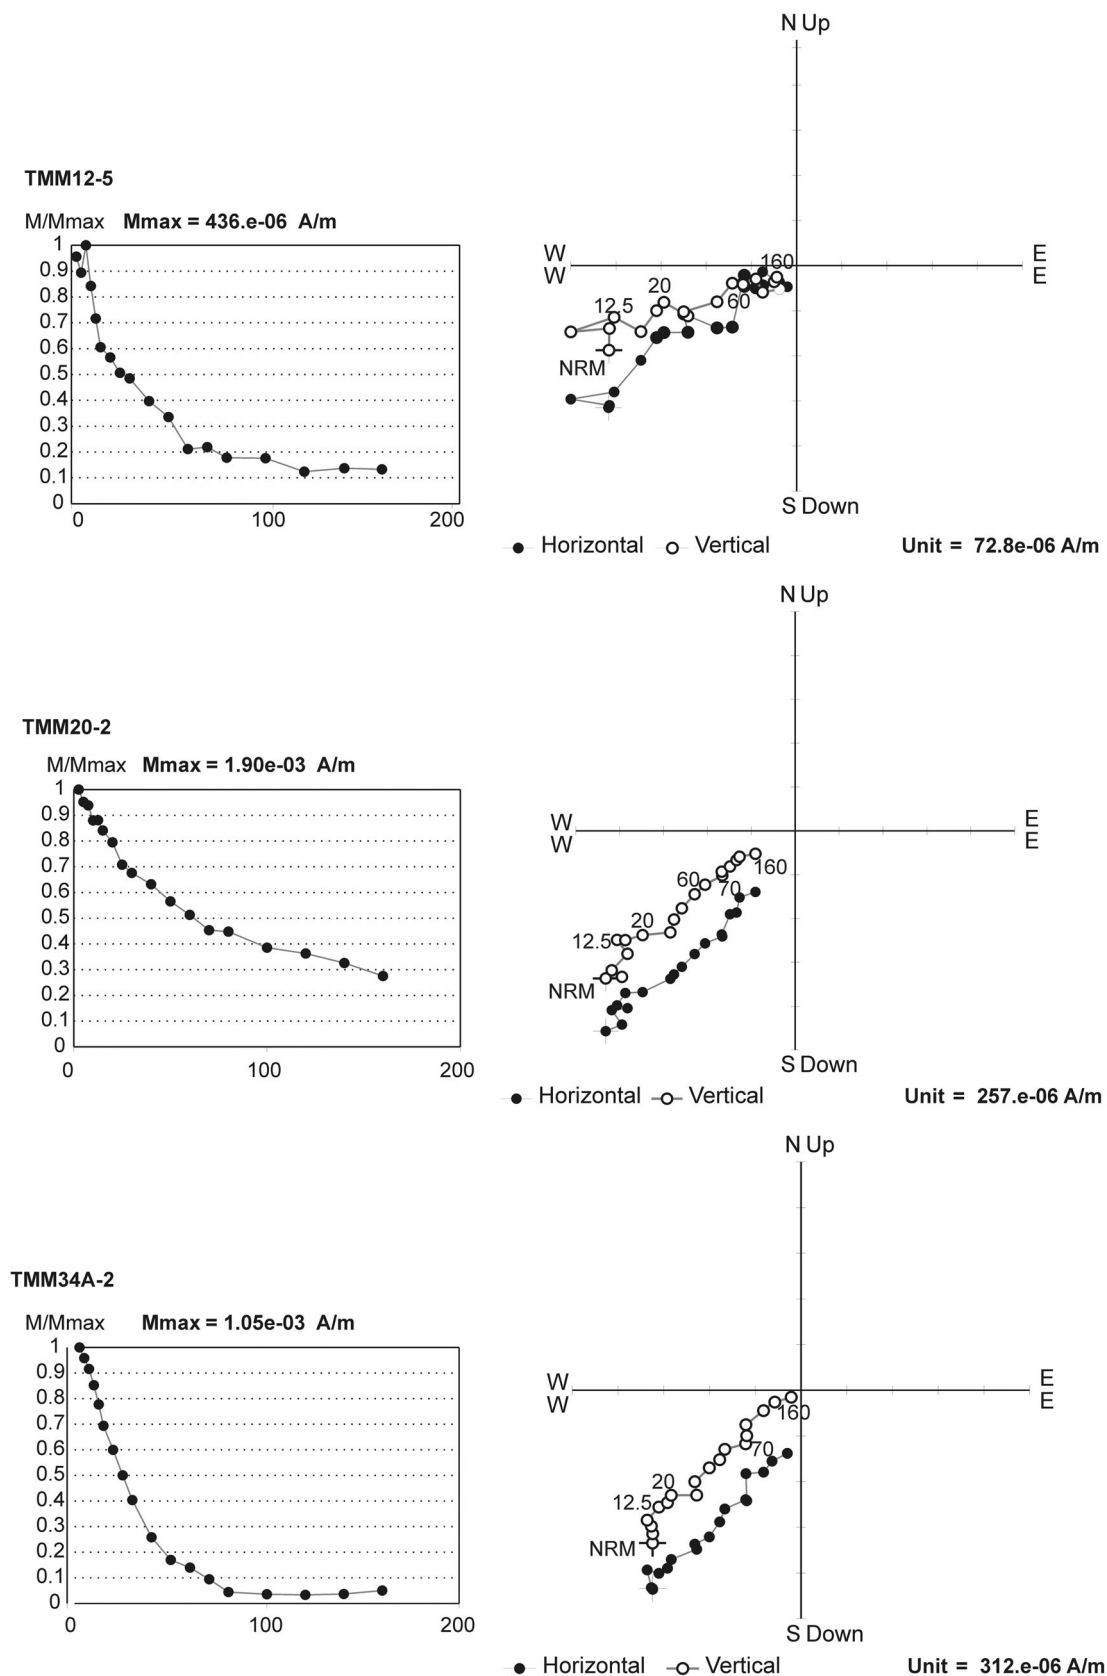 N Up
TMM12-5
M/Mmax Mmax = 436.e-06 A/m
1
0.9
0.8
0.7
0.6
0.5
0.4
0.3
0.2
0.1
0
0 100 200
W E
W E
160
20
60
12.5
NRM
S Down
Horizontal Vertical Unit = 72.8e-06 A/m
N Up
TMM20-2
M/Mmax Mmax = 1.90e-03 A/m
1
0.9
0.8
0.7
0.6
0.5
0.4
0.3
0.2
0.1
0
0 100 200
W E
W E
160
60
70
20
12.5
NRM
S Down
Horizontal Vertical Unit = 257.e-06 A/m
N Up
TMM34A-2
M/Mmax Mmax = 1.05e-03 A/m
1
0.9
0.8
0.7
0.6
0.5
0.4
0.3
0.2
0.1
0
0 100 200
W E
W E
160
70
20
12.5
NRM
S Down
Horizontal Vertical Unit = 312.e-06 A/m